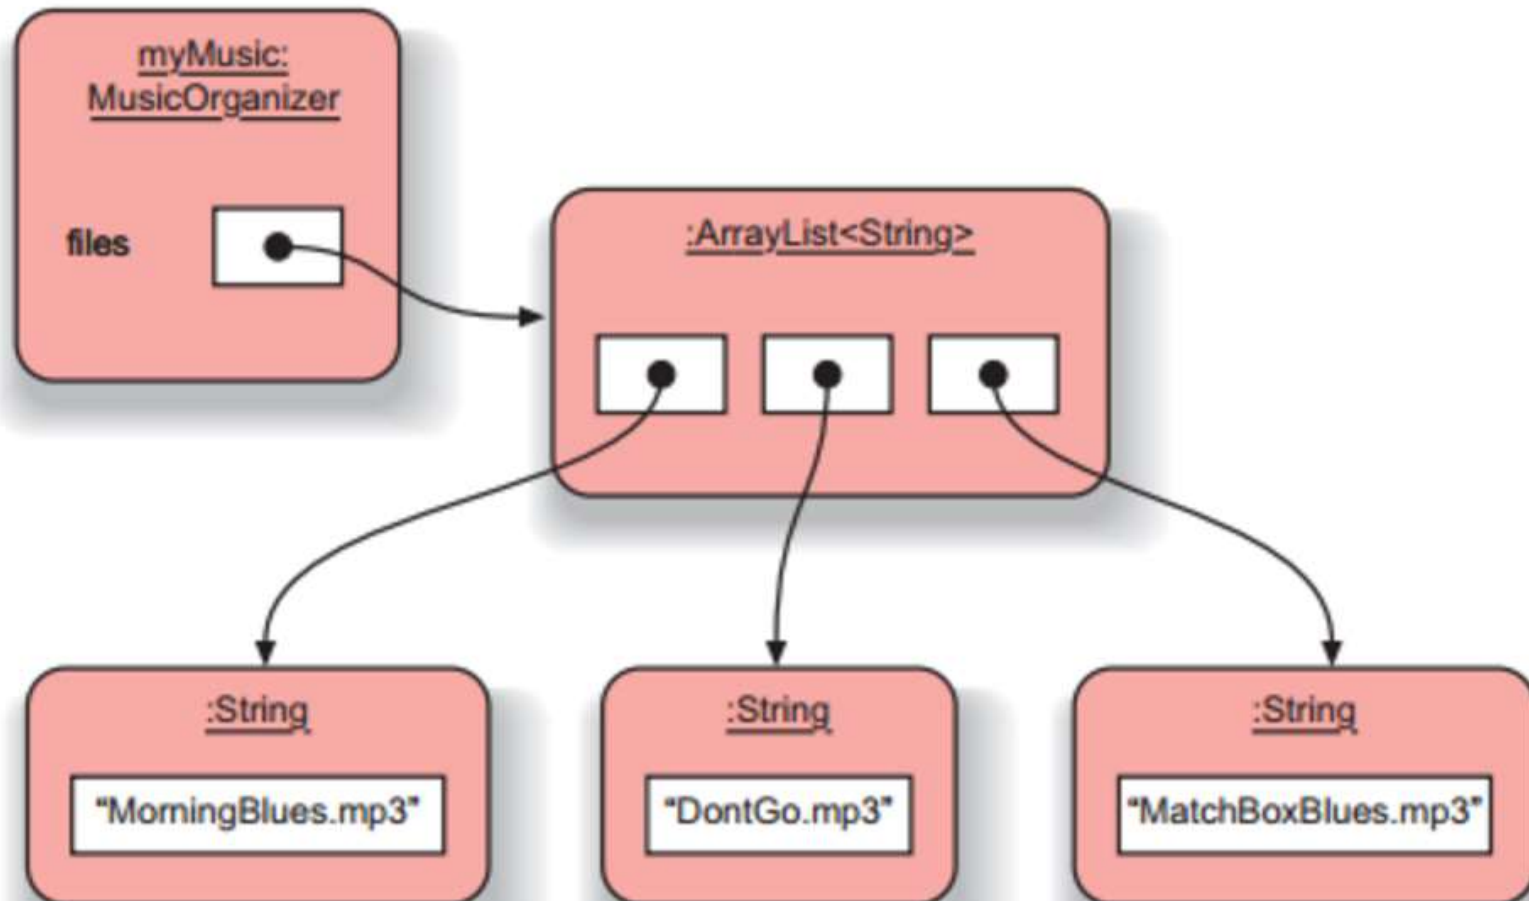 myMusic:
MusicOrganizer
files
:ArrayList<String>
:String
"MorningBlues.mp3"
:String
"DontGo.mp3"
:String
"MatchBoxBlues.mp3"